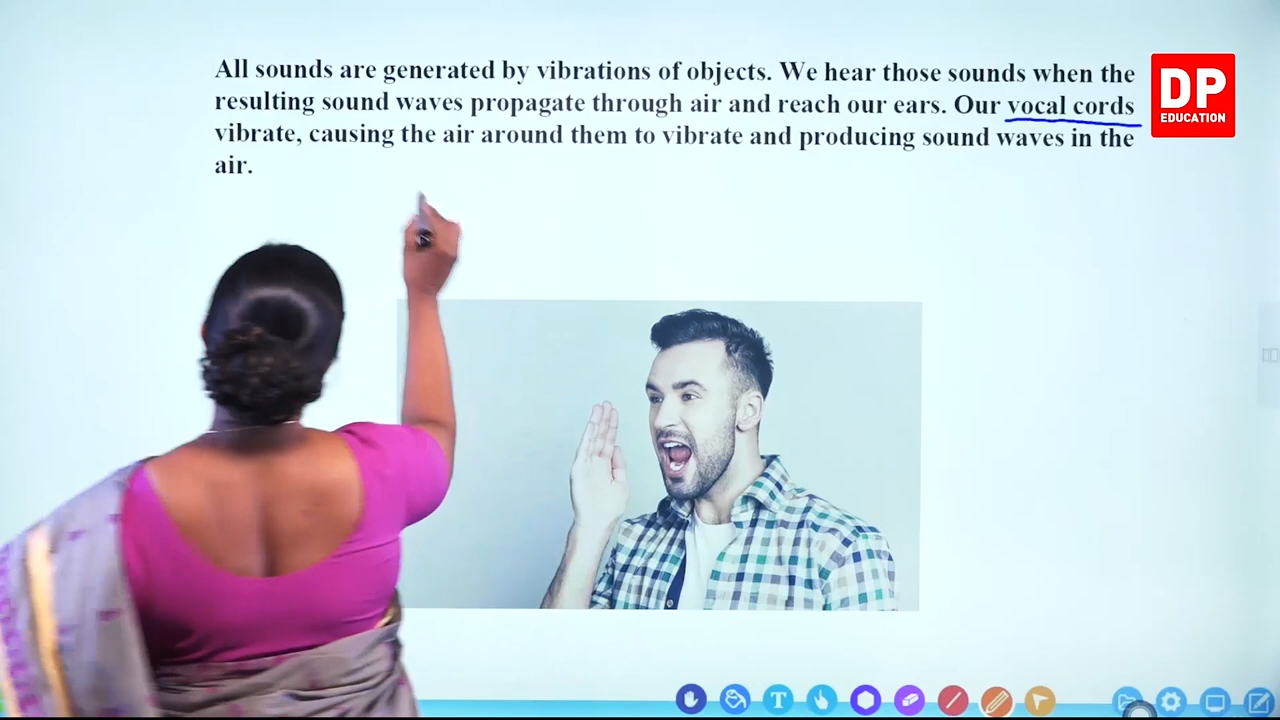 All sounds are generated by vibrations of objects. We hear those sounds when the
resulting sound waves propagate through air and reach our ears. Our vocal cords
vibrate, causing the air around them to vibrate and producing sound waves in the
air.
DP
EDUCATION
T